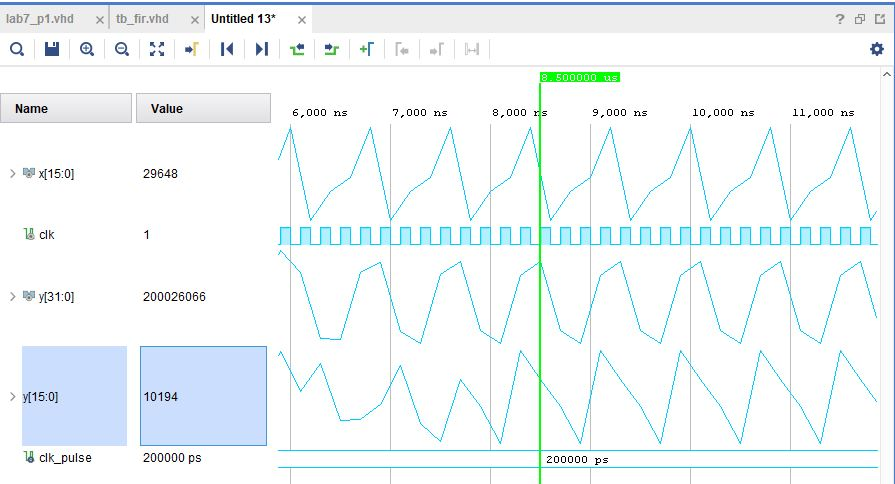 lab7_p1.vhd × tb_fir.vhd × Untitled 13* ×
?
8.500000 us
Name Value
6,000 ns 7,000 ns 8,000 ns 9,000 ns 10,000 ns 11,000 ns
x[15:0] 29648
clk 1
y[31:0] 200026066
y[15:0] 10194
clk_pulse 200000 ps 200000 ps